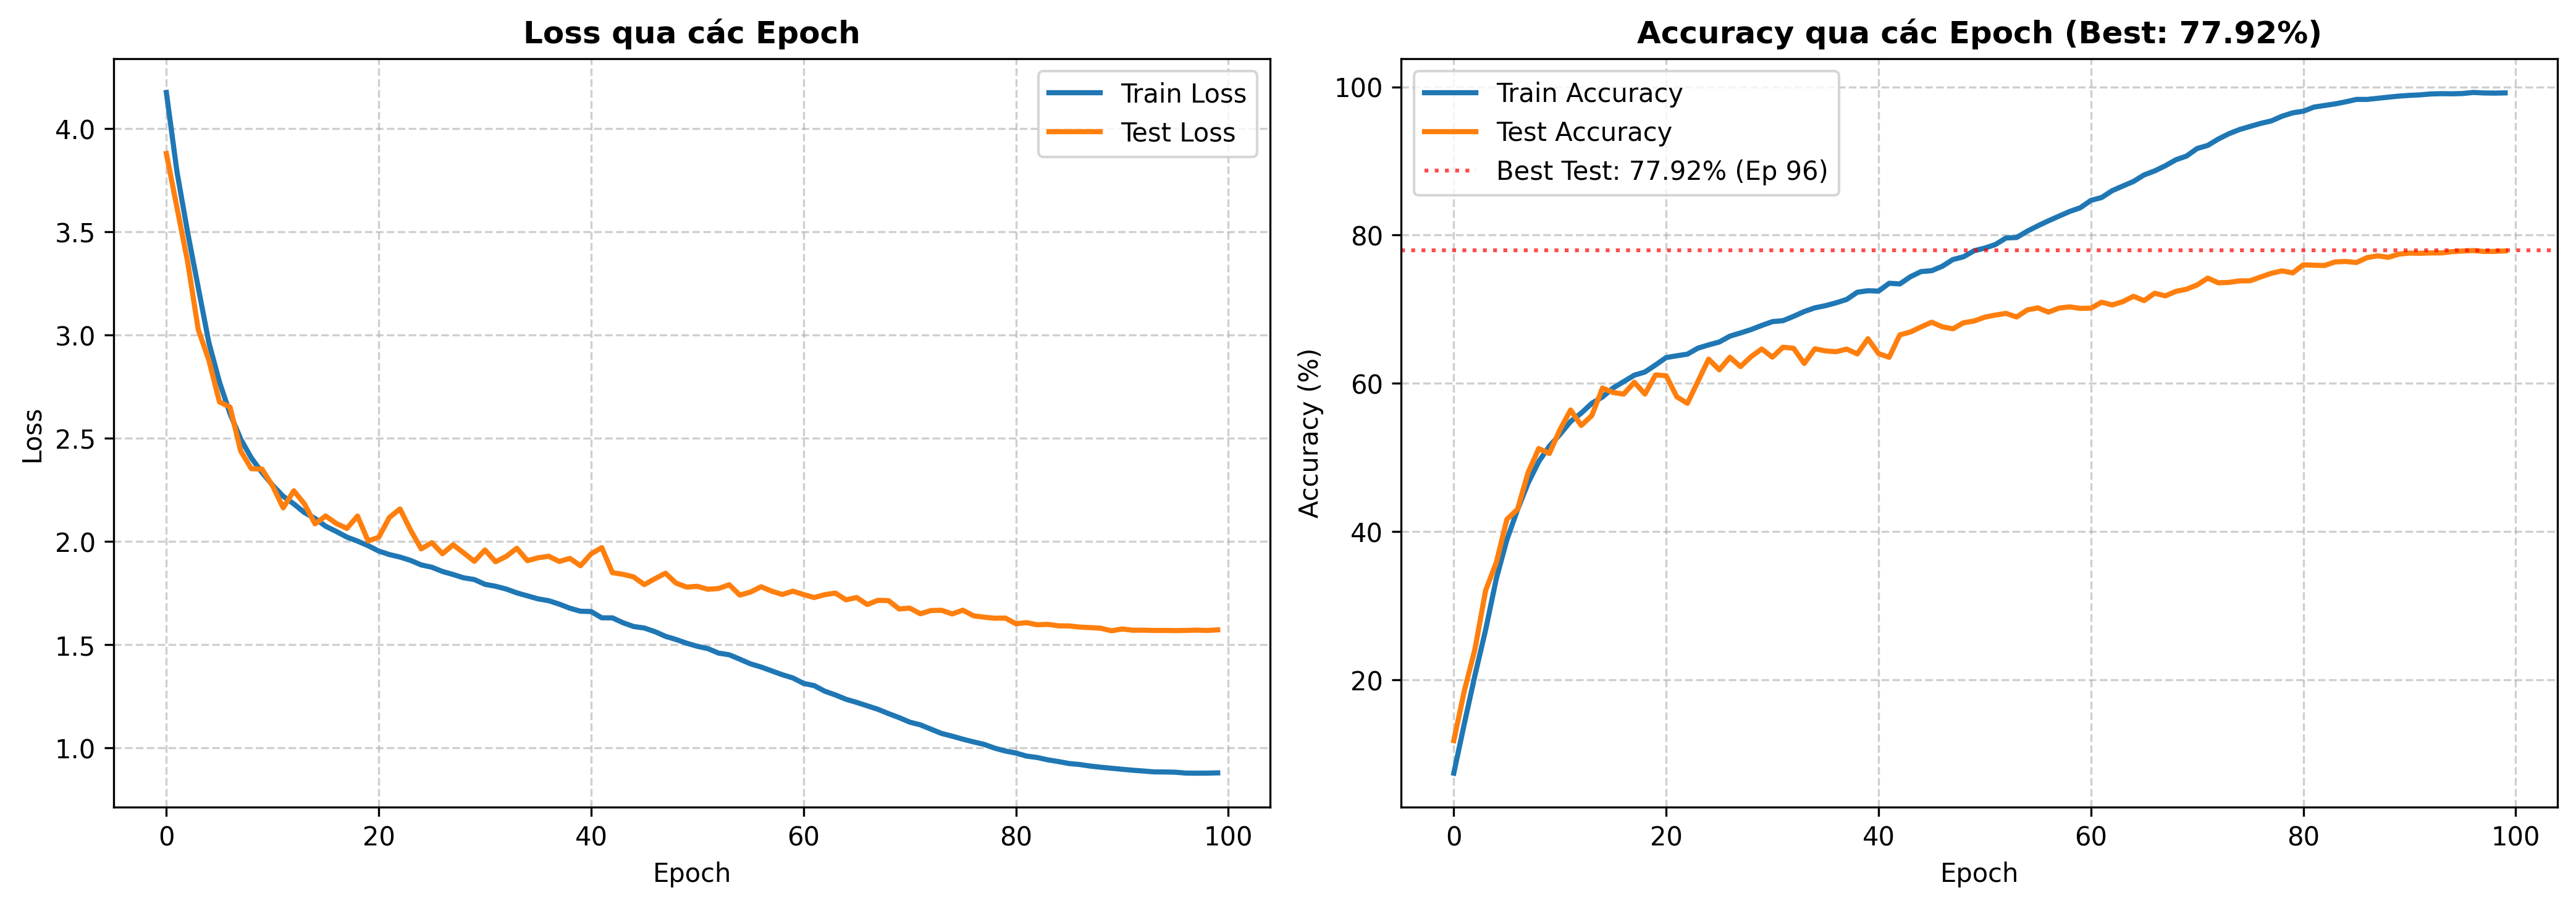 Loss qua các Epoch
Train Loss
Test Loss
4.0
3.5
3.0
2.5
2.0
1.5
1.0
Loss
0
20
40
60
80
100
Epoch
Accuracy qua các Epoch (Best: 77.92%)
Train Accuracy
Test Accuracy
Best Test: 77.92% (Ep 96)
100
80
60
40
20
Accuracy (%)
0
20
40
60
80
100
Epoch